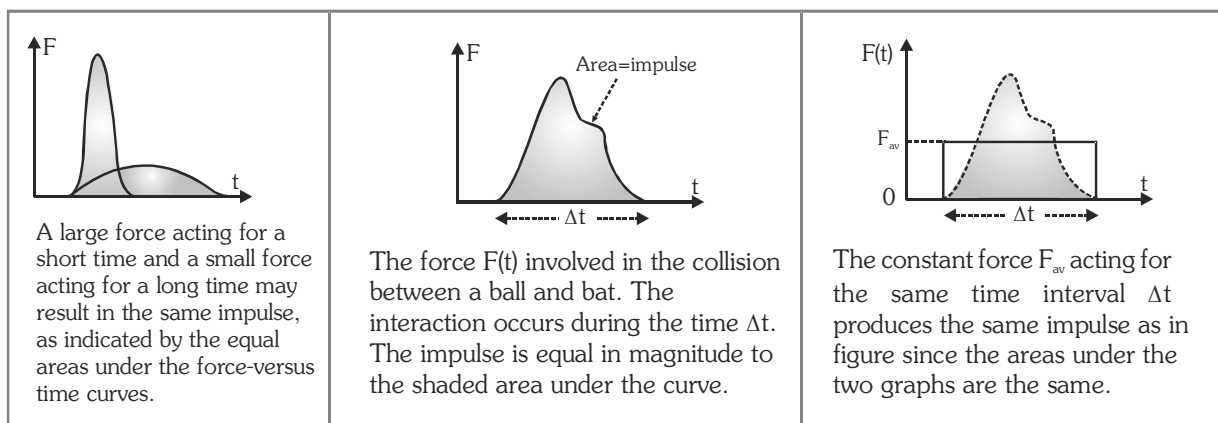 F
t
A large force acting for a
short time and a small force
acting for a long time may
result in the same impulse,
as indicated by the equal
areas under the force-versus
time curves.
F
Area=impulse
t
Δt
The force F(t) involved in the collision
between a ball and bat. The
interaction occurs during the time Δt.
The impulse is equal in magnitude to
the shaded area under the curve.
F(t)
F_av
0
t
Δt
The constant force F_av acting for
the same time interval Δt
produces the same impulse as in
figure since the areas under the
two graphs are the same.